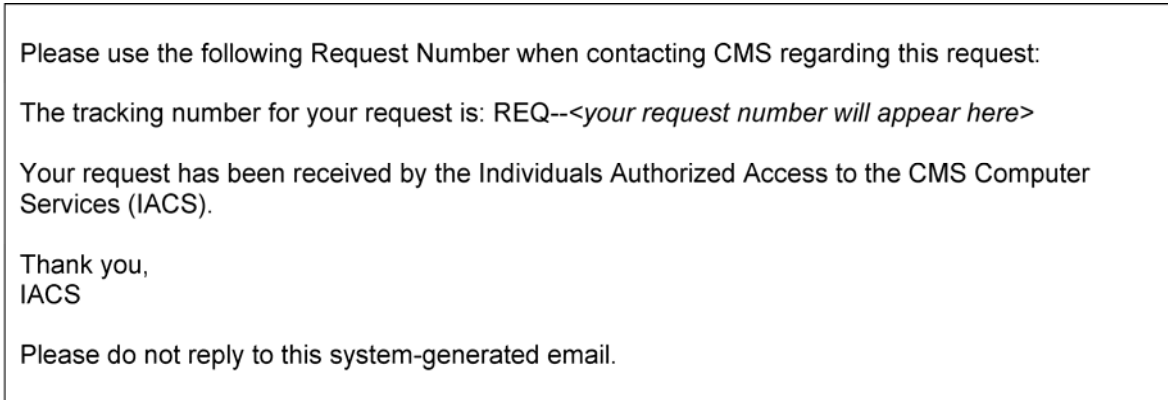 Please use the following Request Number when contacting CMS regarding this request:
The tracking number for your request is: REQ--<your request number will appear here>
Your request has been received by the Individuals Authorized Access to the CMS Computer
Services (IACS).
Thank you,
IACS
Please do not reply to this system-generated email.